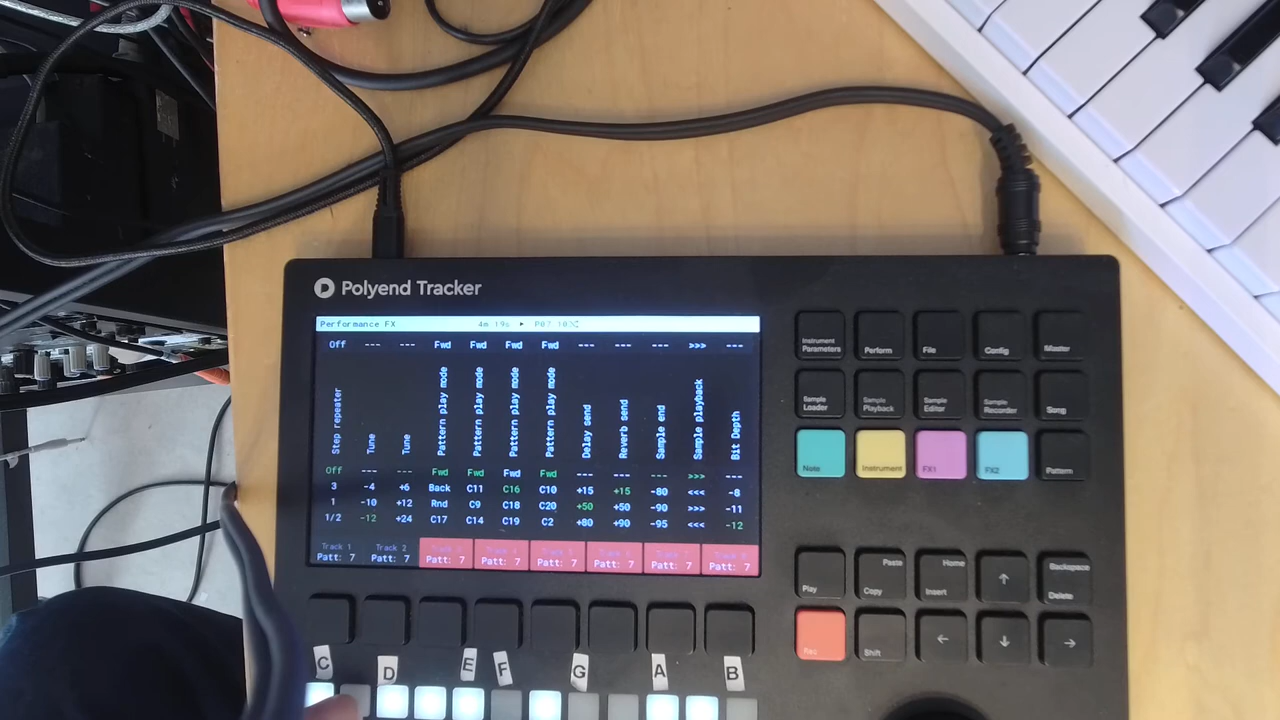 Polyend Tracker
Performance FX 4m 19s P07
Off --- --- Fwd Fwd Fwd Fwd --- --- --- >>> ---
Step repeater
Tune
Tune
Pattern play mode
Pattern play mode
Pattern play mode
Pattern play mode
Delay send
Reverb send
Sample end
Sample playback
Bit Depth
Off --- --- Fwd Fwd Fwd Fwd --- --- --- >>> ---
3 -4 +6 Back C11 C16 C10 +15 +15 -80 <<< -8
1 -10 +12 Rnd C9 C18 C20 +50 +50 -90 >>> -11
1/2 -12 +24 C17 C14 C19 C2 +80 +90 -95 <<< -12
Track 1 Track 2
Patt: 7 Patt: 7 Patt: 7 Patt: 7 Patt: 7 Patt: 7 Patt: 7 Patt: 7
Instrument
Parameters
Perform
File
Config
Master
Sample
Loader
Sample
Playback
Sample
Editor
Sample
Recorder
Song
Note
Instrument
FX1
FX2
Pattern
Play
Paste
Copy
Home
Insert
↑
Backspace
Delete
Rec
Shift
←
↓
→
C D E F G A B